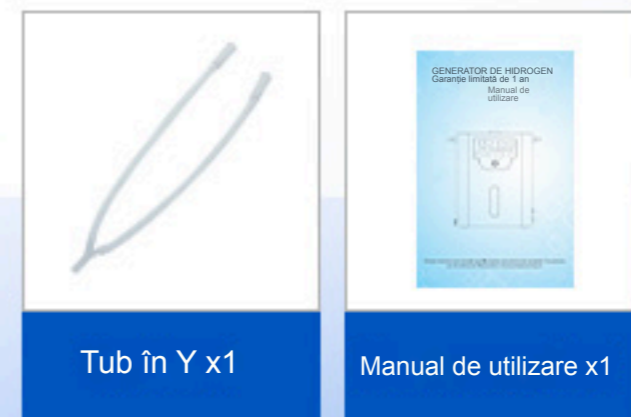 GENERATOR DE HIDROGEN
Garanție limitată de 1 an
Manual de
utilizare
Tub în Y x1
Manual de utilizare x1